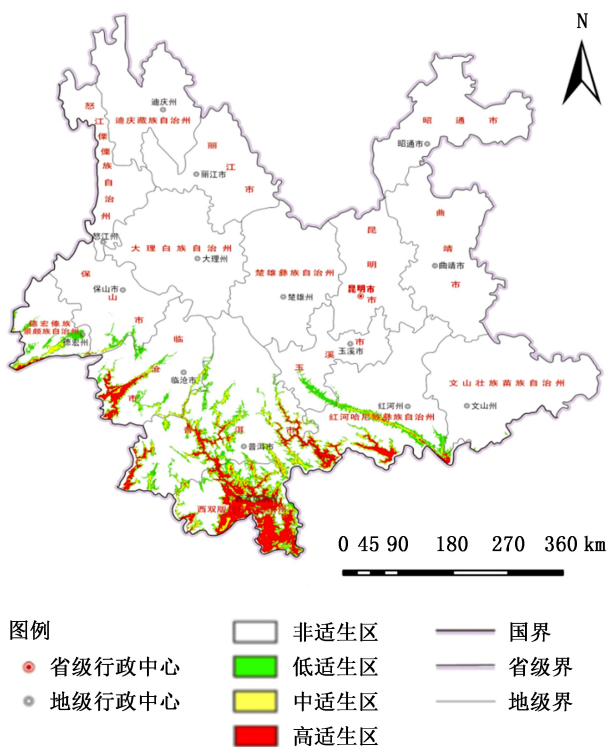 N
迪庆州
迪庆藏族自治州
怒江傈僳族自治州
丽江市
丽江市
昭通市
昭通市
怒江州
大理白族自治州
大理州
楚雄彝族自治州
楚雄州
昆明市
昆明市
曲靖市
曲靖市
保山市
保山市
德宏傣族
景颇族自治州
德宏州
临沧市
临沧市
玉溪市
玉溪市
红河州
红河哈尼族彝族自治州
文山壮族苗族自治州
文山州
普洱市
普洱市
西双版
0 45 90 180 270 360 km
图例
省级行政中心
地级行政中心
非适生区
低适生区
中适生区
高适生区
国界
省级界
地级界